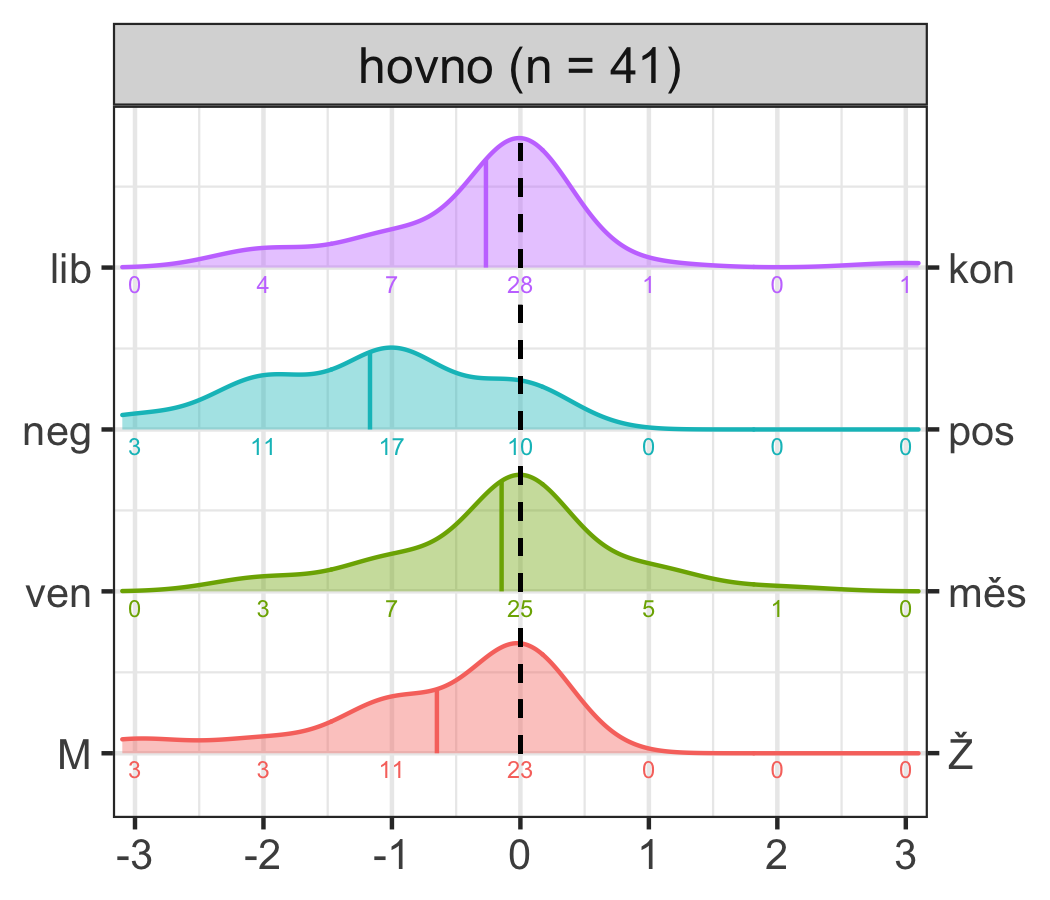 hovno (n = 41)
lib kon
0 4 7 28 1 0 1
neg pos
3 11 17 10 0 0 0
ven měs
0 3 7 25 5 1 0
M Ž
3 3 11 23 0 0 0
-3 -2 -1 0 1 2 3